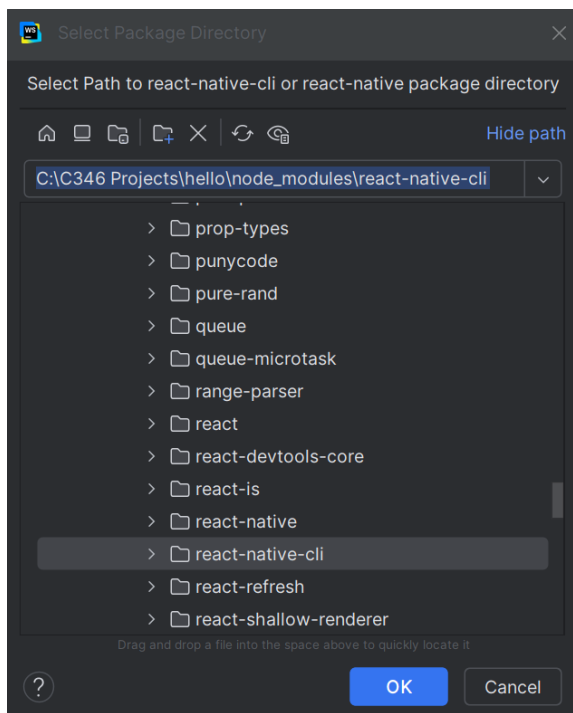 WS
Select Package Directory
Select Path to react-native-cli or react-native package directory
Hide path
C:\C346 Projects\hello\node_modules\react-native-cli
prop-types
punycode
pure-rand
queue
queue-microtask
range-parser
react
react-devtools-core
react-is
react-native
react-native-cli
react-refresh
react-shallow-renderer
Drag and drop a file into the space above to quickly locate it
?
OK
Cancel